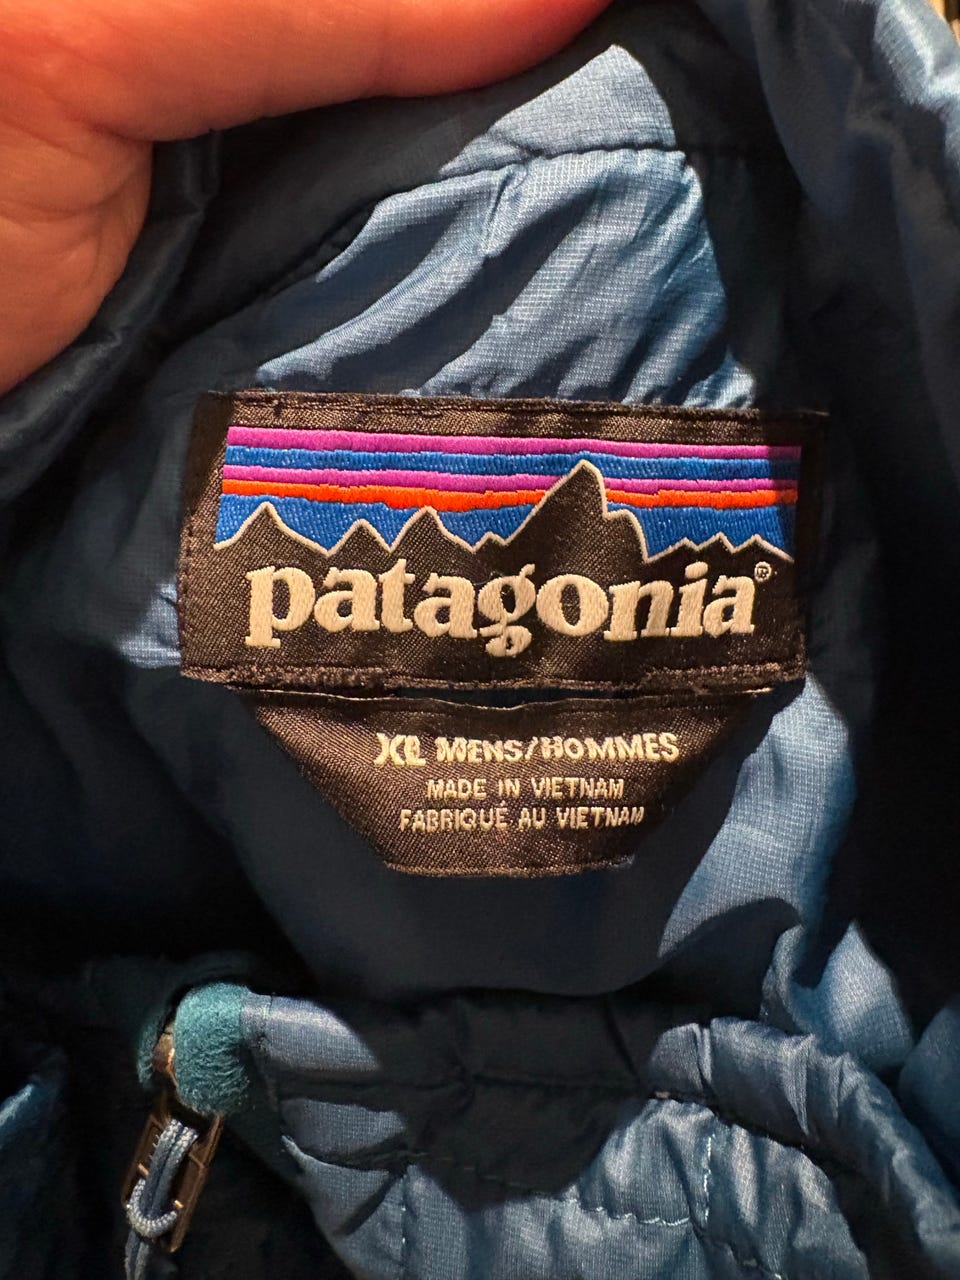 patagonia®
XL MENS/HOMMES
MADE IN VIETNAM
FABRIQUÉ AU VIETNAM